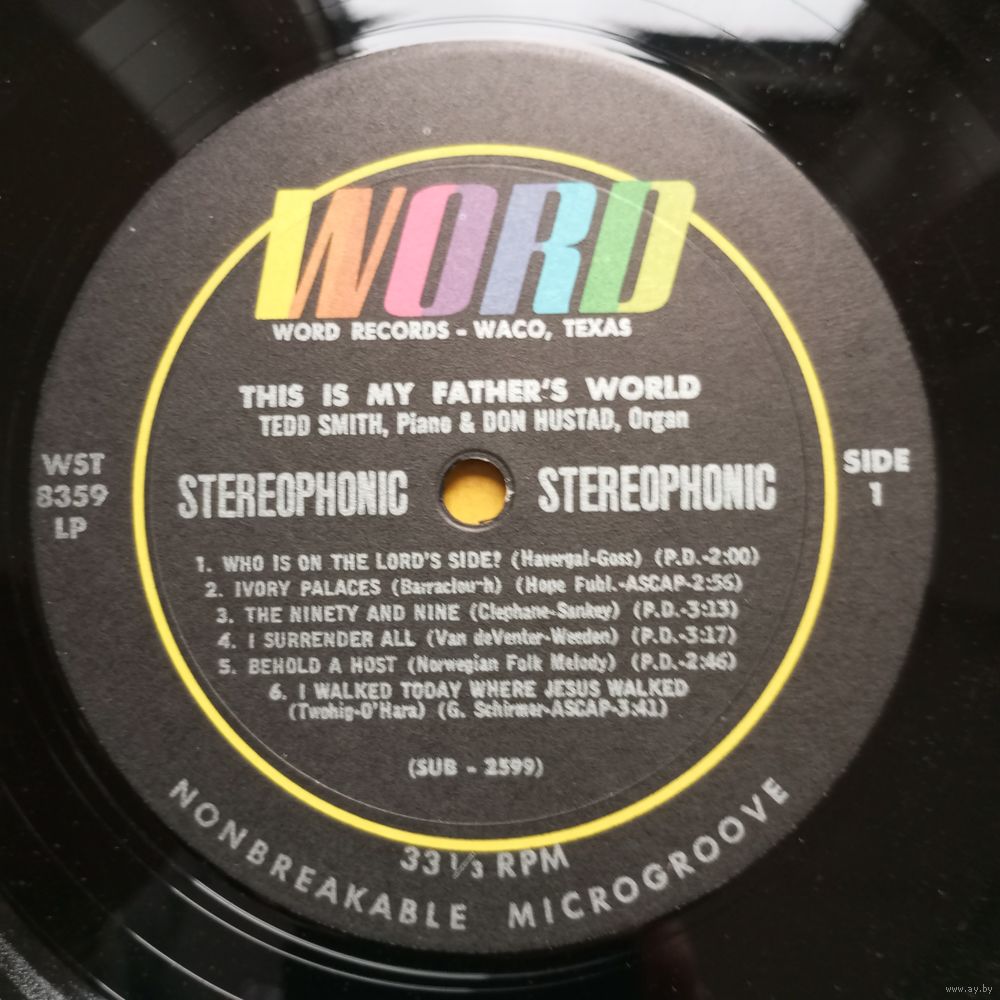 WORD
WORD RECORDS - WACO, TEXAS
THIS IS MY FATHER'S WORLD
TEDD SMITH, Piano & DON HUSTAD, Organ
WST
8359
LP
STEREOPHONIC STEREOPHONIC
SIDE
1
1. WHO IS ON THE LORD'S SIDE? (Havergal-Goss) (P.D.-2:00)
2. IVORY PALACES (Hope Publ.-ASCAP-2:56)
3. THE NINETY AND NINE (Clephane-Sankey) (P.D.-3:13)
4. I SURRENDER ALL (Van deVenter-Weeden) (P.D.-3:17)
5. BEHOLD A HOST (Norwegian Folk Melody) (P.D.-2:46)
6. I WALKED TODAY WHERE JESUS WALKED
(Twohig-O'Hara) (G. Schirmer-ASCAP-3:41)
(SUB - 2599)
33 1/3 RPM
NONBREAKABLE MICROGROOVE
www.ay.by